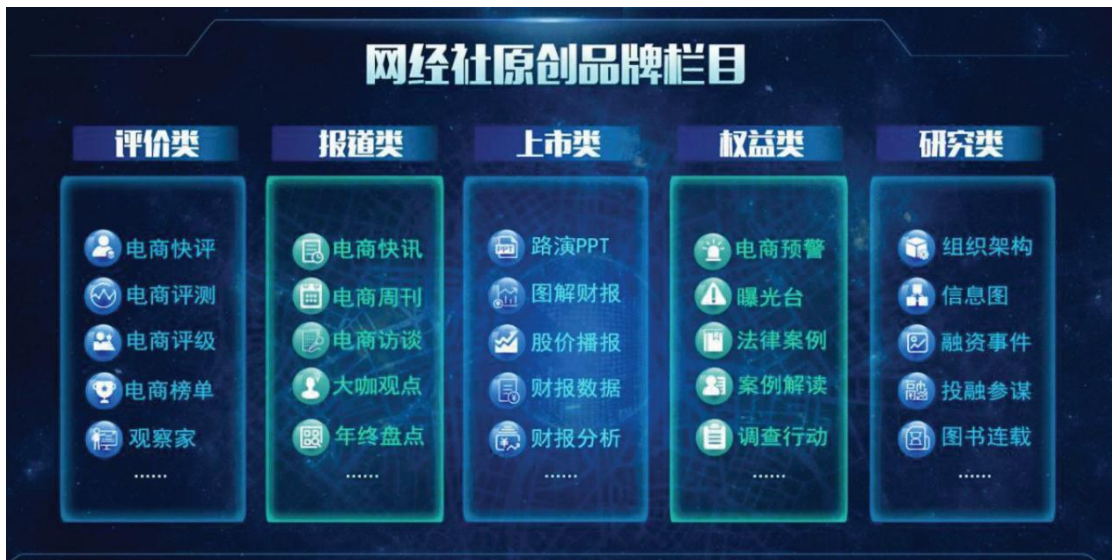 网经社原创品牌栏目
评价类
电商快评
电商评测
电商评级
电商榜单
观察家
......
报道类
电商快讯
电商周刊
电商访谈
大咖观点
年终盘点
......
上市类
PPT
路演PPT
图解财报
股价播报
财报数据
财报分析
......
权益类
电商预警
曝光台
法律案例
案例解读
调查行动
......
研究类
组织架构
信息图
融资事件
融
投融参谋
图书连载
......